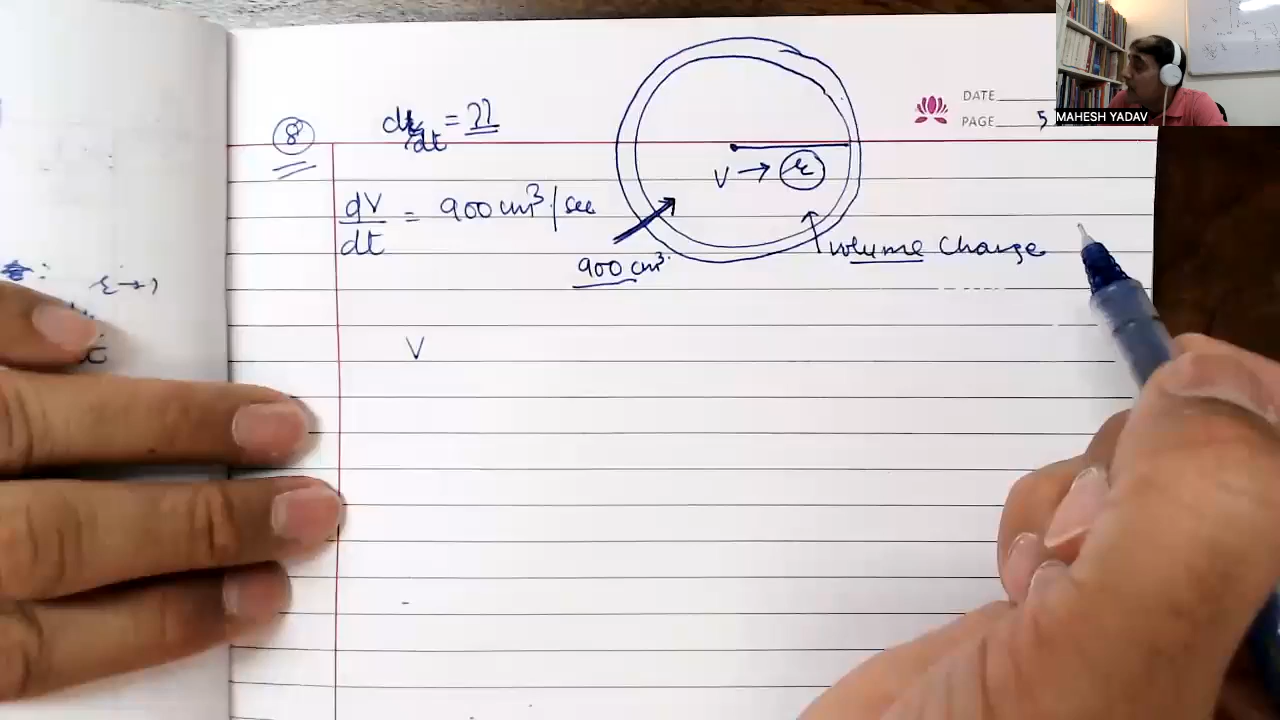 8
dr/dt = ??
DATE
PAGE 5
MAHESH YADAV
V → r
dV/dt = 900 cm³/sec
900 cm³
volume change
r →
V